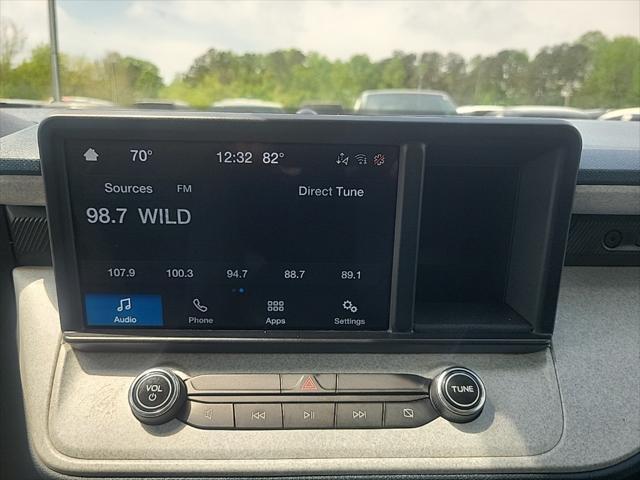 70° 12:32 82°
Sources FM Direct Tune
98.7 WILD
107.9 100.3 94.7 88.7 89.1
Audio Phone Apps Settings
VOL TUNE